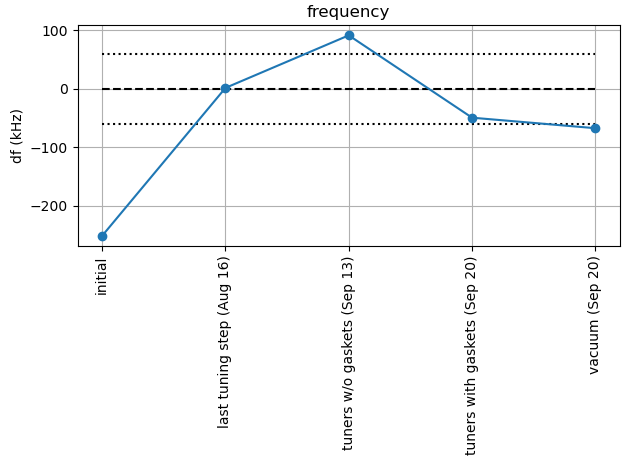 frequency
df (kHz)
100
0
−100
−200
initial
last tuning step (Aug 16)
tuners w/o gaskets (Sep 13)
tuners with gaskets (Sep 20)
vacuum (Sep 20)